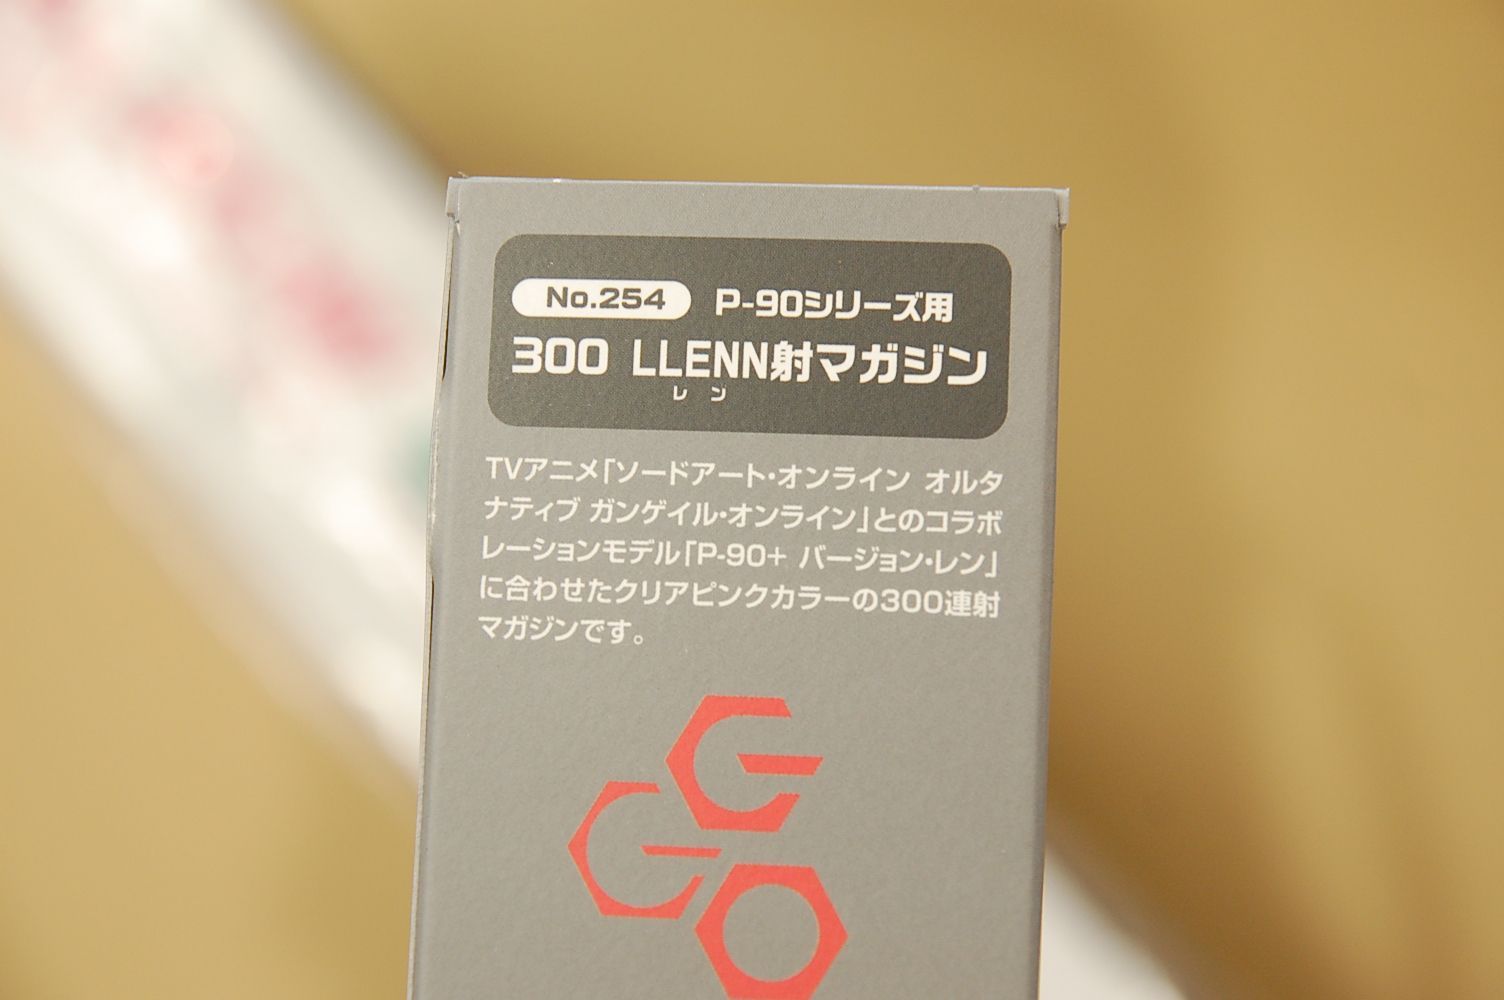 No.254 P-90シリーズ用
300 LLENN射マガジン
レン
TVアニメ「ソードアート・オンライン オルタ
ナティブ ガンゲイル・オンライン」とのコラボ
レーションモデル「P-90+ バージョン・レン」
に合わせたクリアピンクカラーの300連射
マガジンです。
GGO